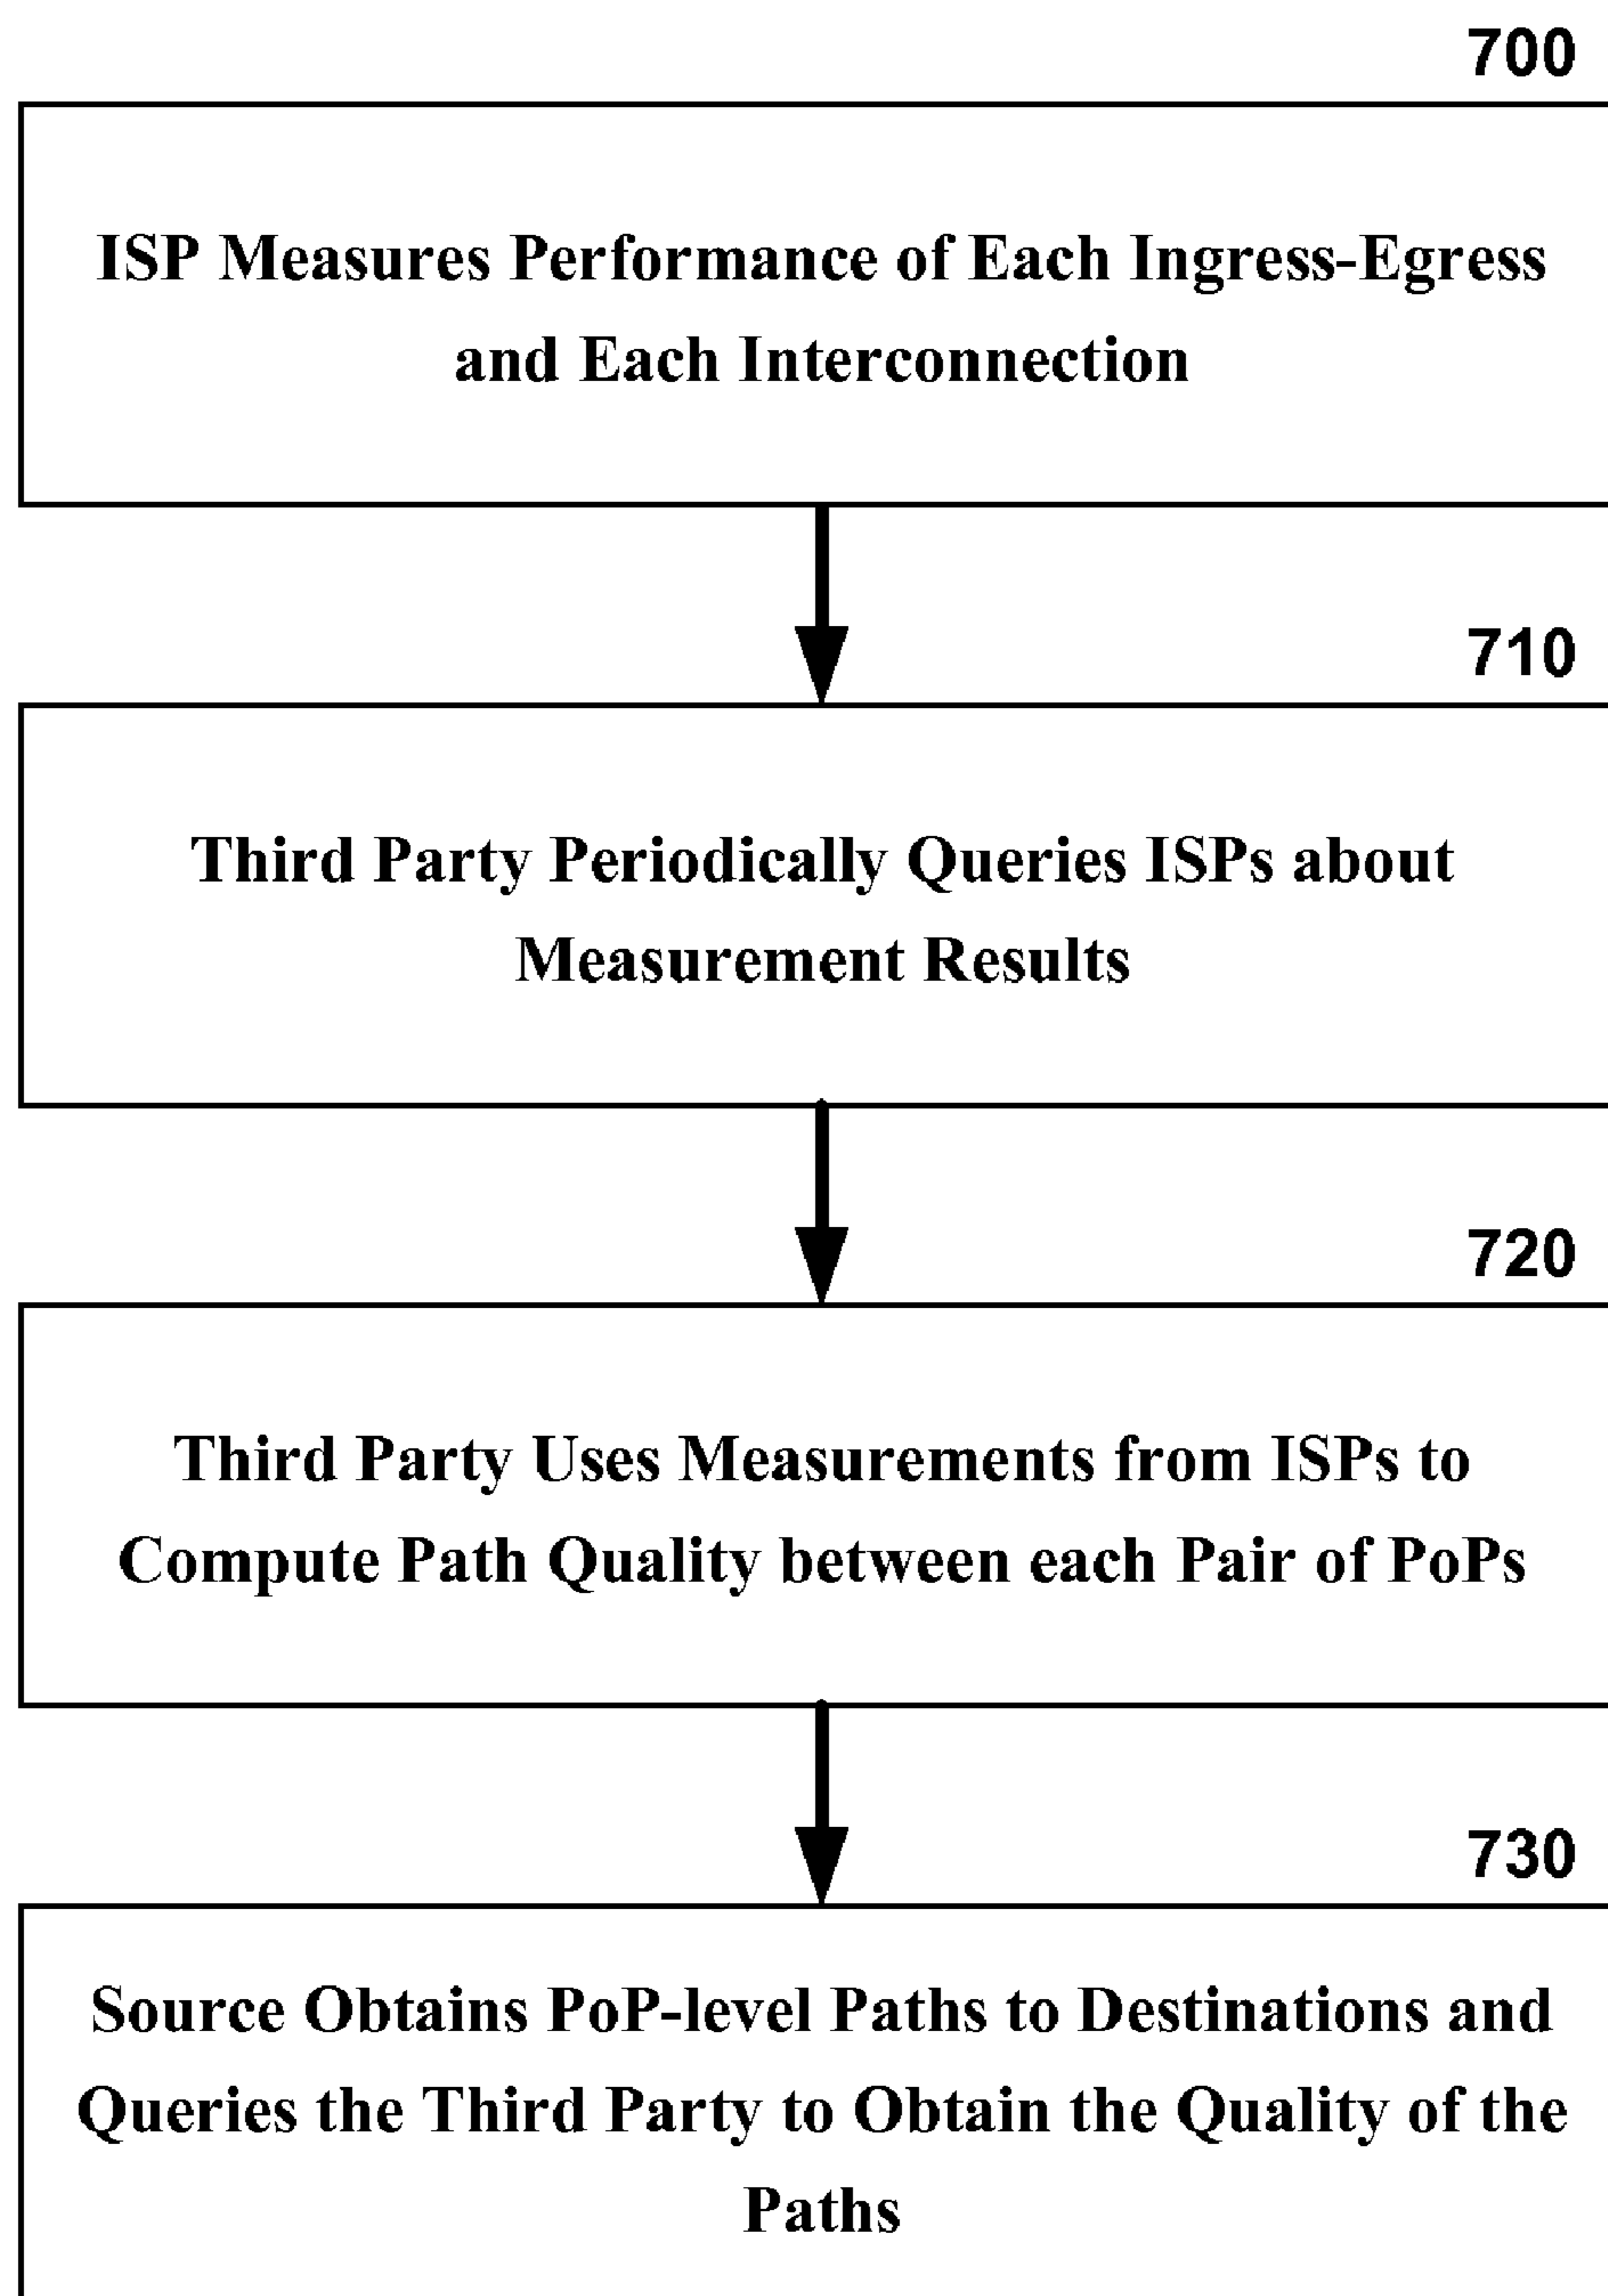 700
ISP Measures Performance of Each Ingress-Egress
and Each Interconnection
710
Third Party Periodically Queries ISPs about
Measurement Results
720
Third Party Uses Measurements from ISPs to
Compute Path Quality between each Pair of PoPs
730
Source Obtains PoP-level Paths to Destinations and
Queries the Third Party to Obtain the Quality of the
Paths